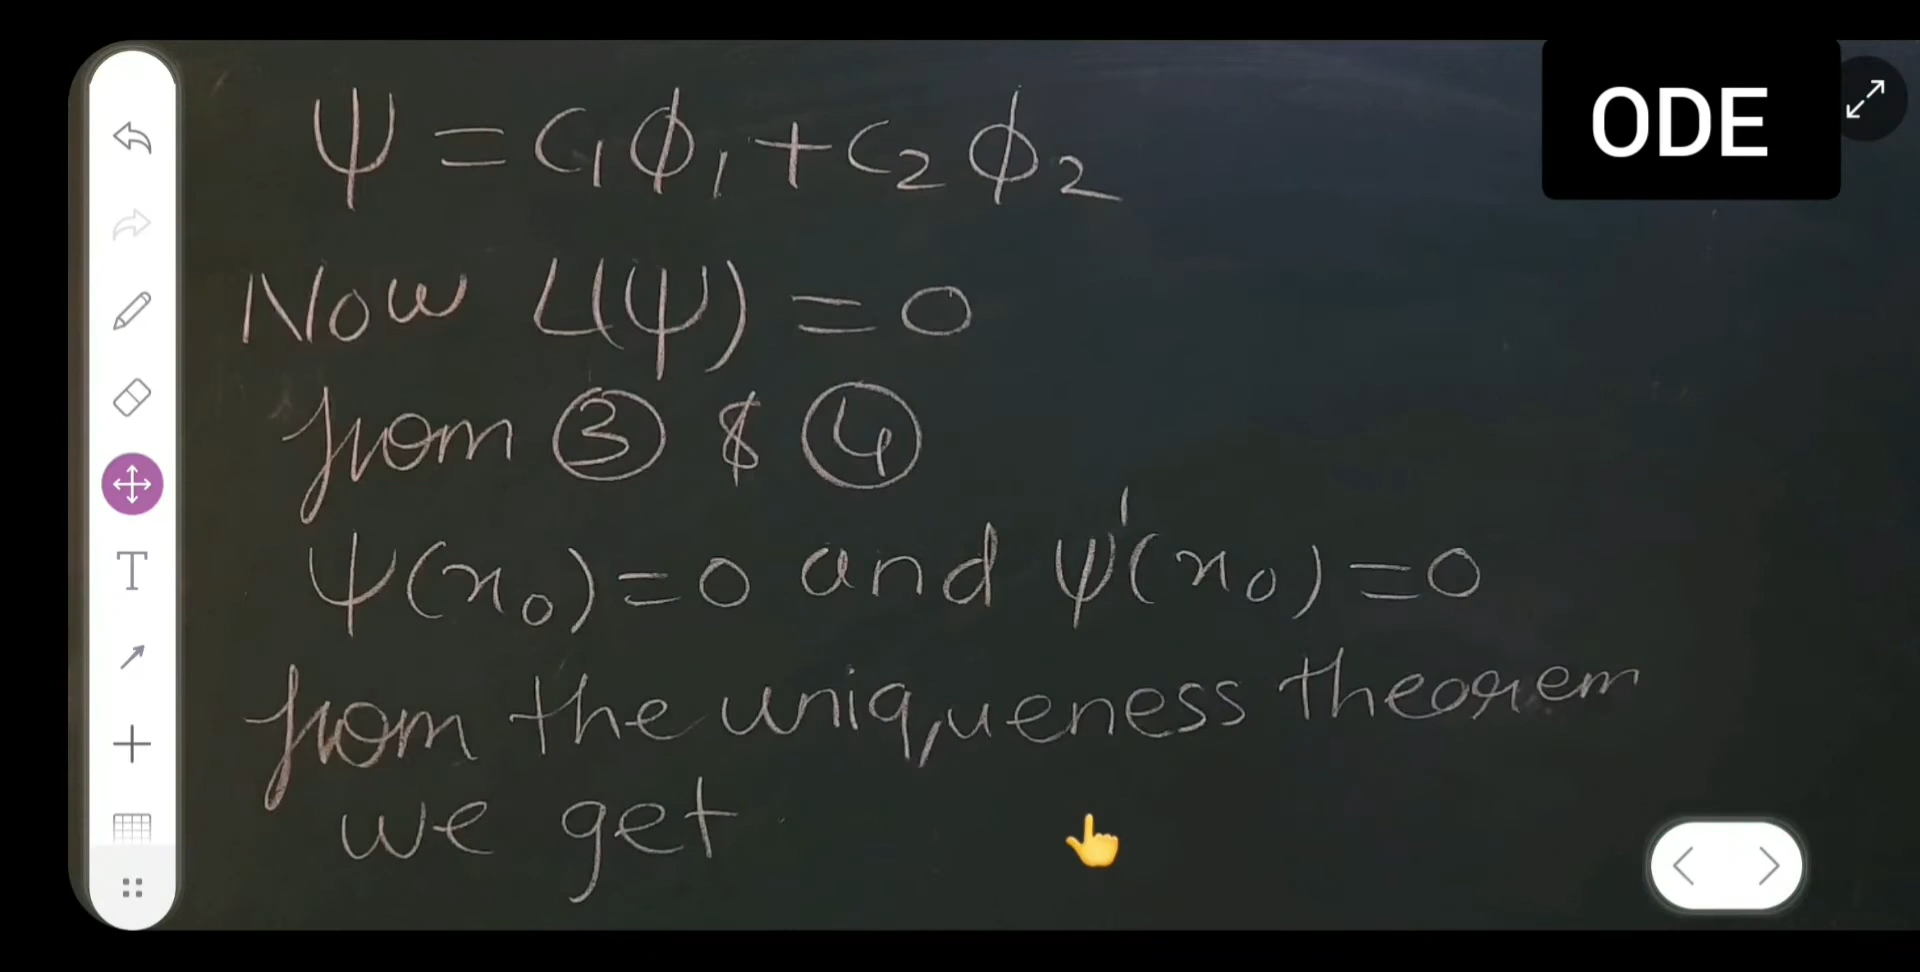 ODE
ψ = c₁ϕ₁ + c₂ϕ₂
Now L(ψ) = 0
from ③ & ④
ψ(x₀) = 0 and ψ'(x₀) = 0
from the uniqueness theorem
we get
T